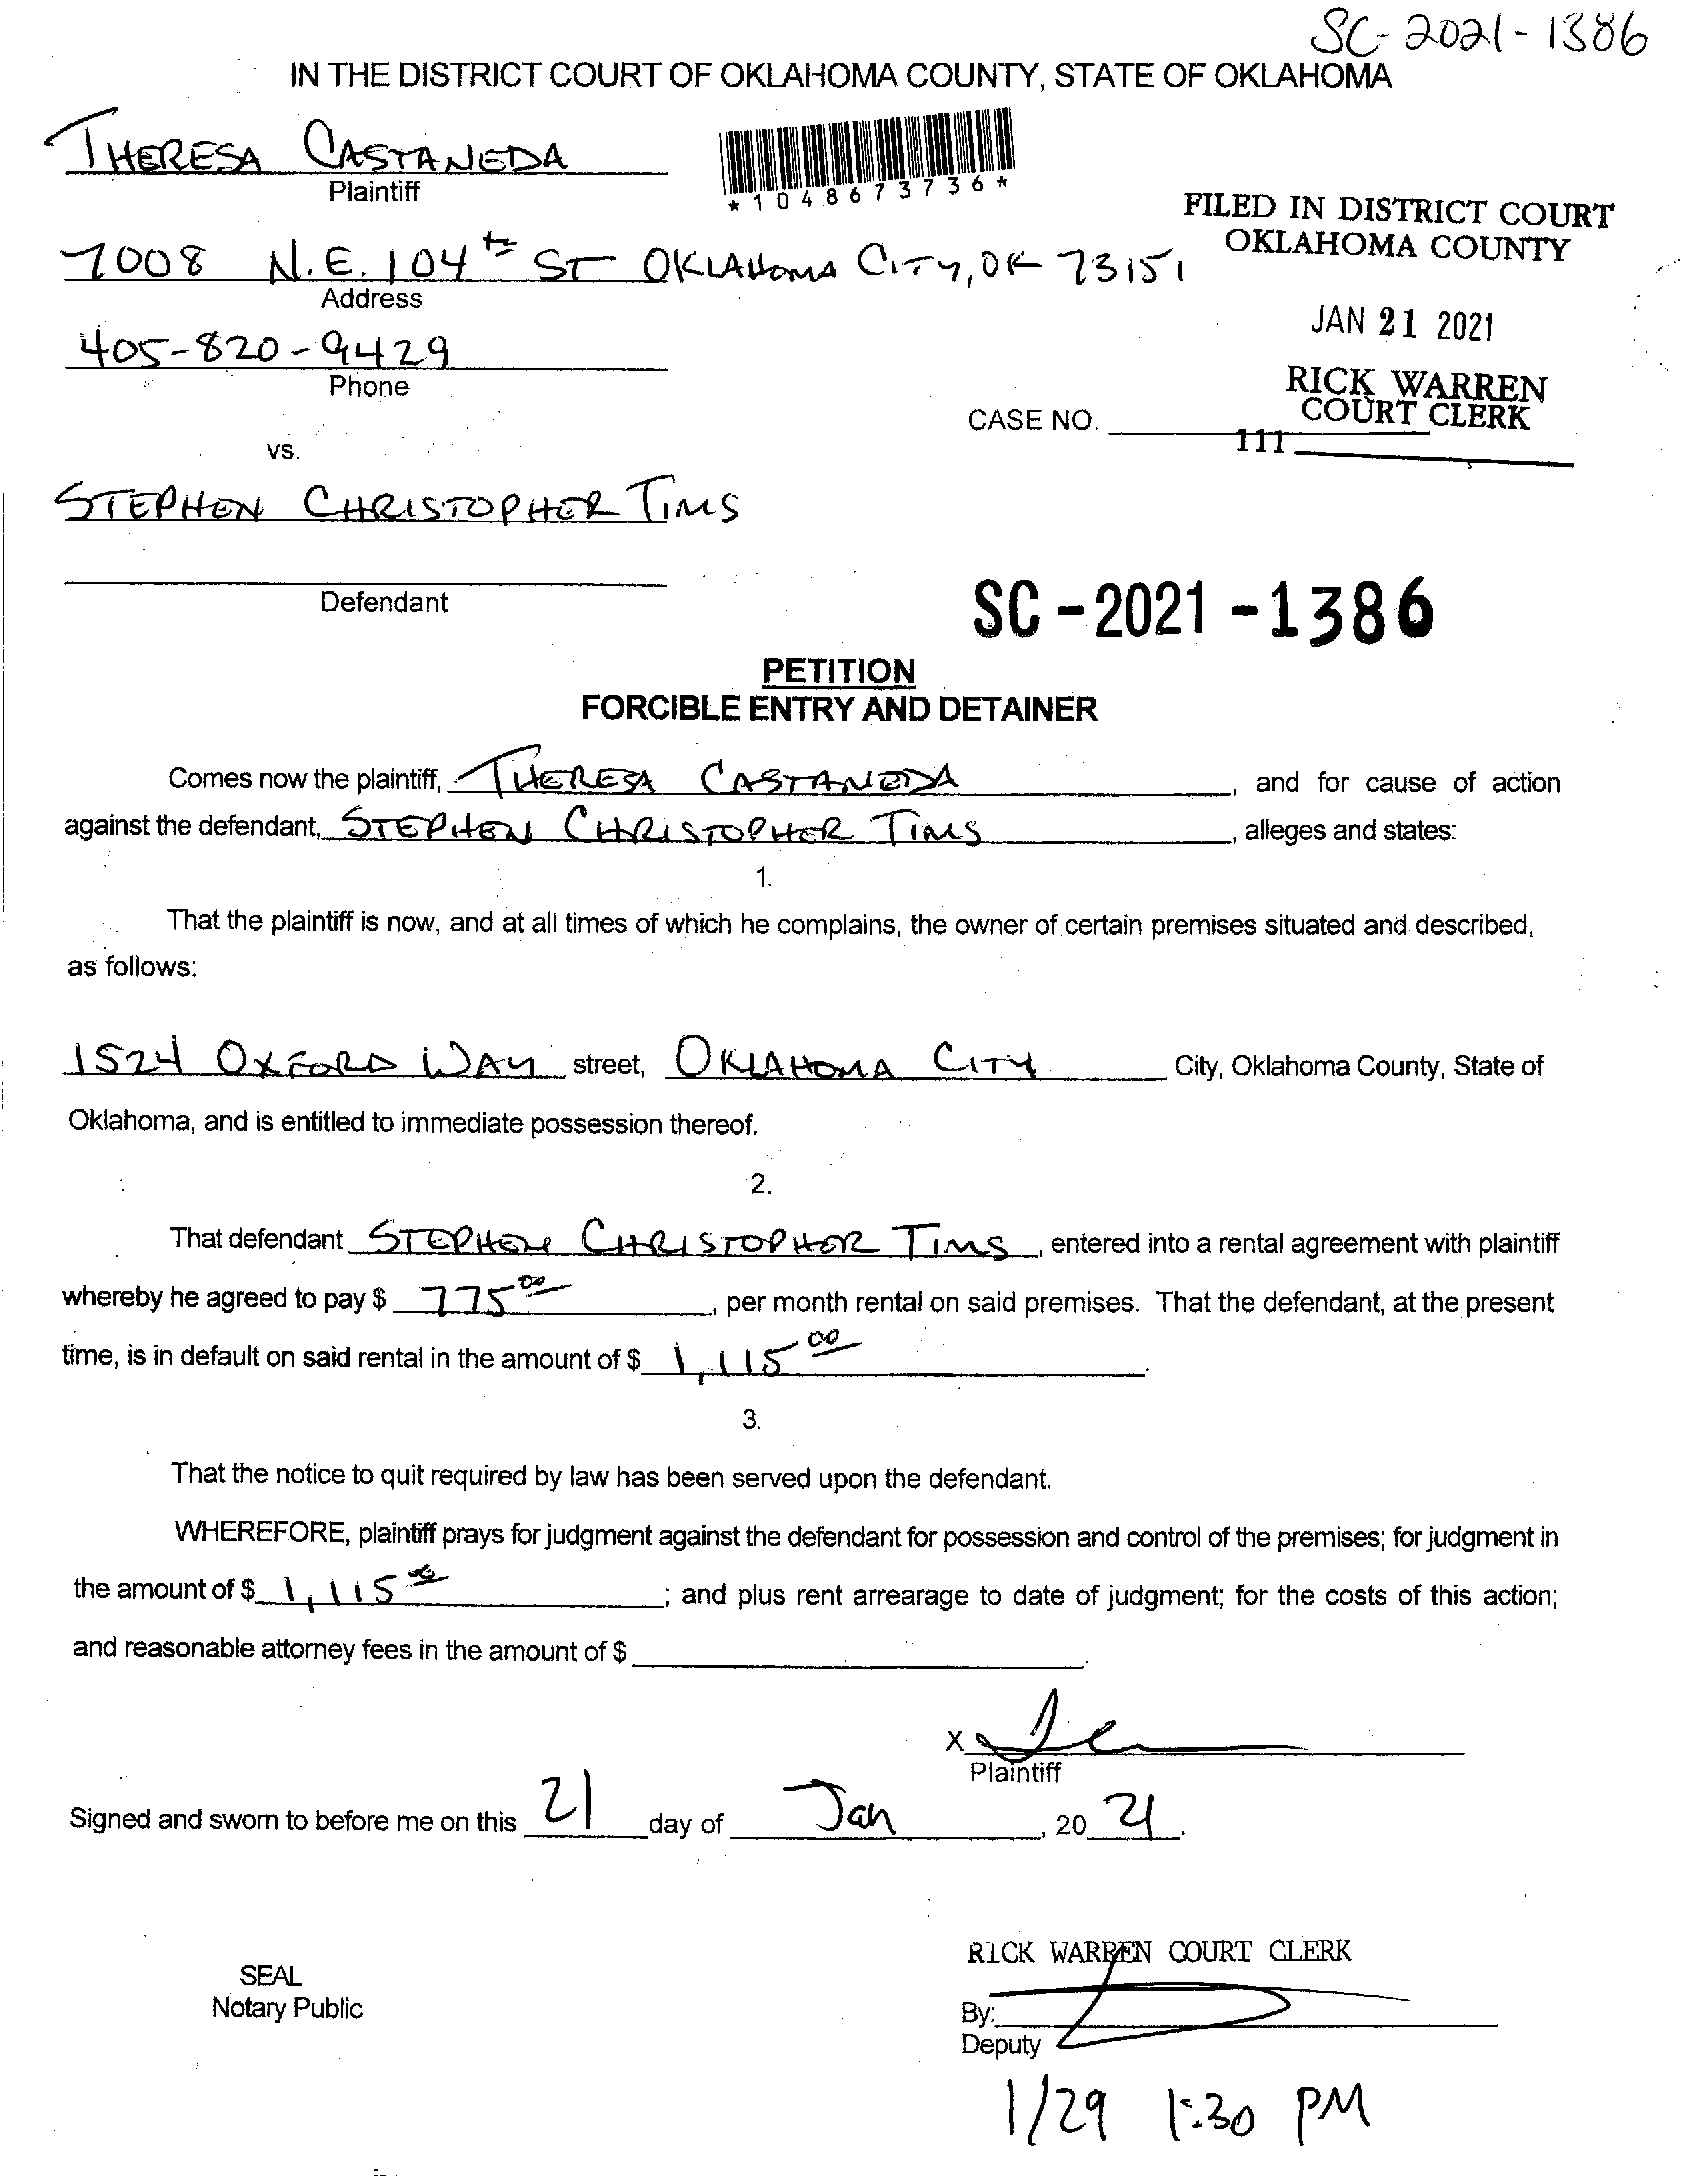 SC-2021-1386
IN THE DISTRICT COURT OF OKLAHOMA COUNTY, STATE OF OKLAHOMA
THERESA CASTANEDA
Plaintiff
*1048673736*
FILED IN DISTRICT COURT
OKLAHOMA COUNTY
7008 N.E. 104th ST OKLAHOMA CITY, OK 73151
Address
JAN 21 2021
405-820-9429
Phone
RICK WARREN
COURT CLERK
CASE NO.
111
vs.
STEPHEN CHRISTOPHER TIMS
Defendant
SC-2021-1386
PETITION
FORCIBLE ENTRY AND DETAINER
Comes now the plaintiff, THERESA CASTANEDA, and for cause of action
against the defendant, STEPHEN CHRISTOPHER TIMS, alleges and states:
1.
That the plaintiff is now, and at all times of which he complains, the owner of certain premises situated and described,
as follows:
1524 OXFORD WAY street, OKLAHOMA CITY City, Oklahoma County, State of
Oklahoma, and is entitled to immediate possession thereof.
2.
That defendant STEPHEN CHRISTOPHER TIMS, entered into a rental agreement with plaintiff
whereby he agreed to pay $ 775 00, per month rental on said premises. That the defendant, at the present
time, is in default on said rental in the amount of $ 1,115 00.
3.
That the notice to quit required by law has been served upon the defendant.
WHEREFORE, plaintiff prays for judgment against the defendant for possession and control of the premises; for judgment in
the amount of $ 1,115 00; and plus rent arrearage to date of judgment; for the costs of this action;
and reasonable attorney fees in the amount of $
X
Plaintiff
Signed and sworn to before me on this 21 day of Jan, 20 21.
RICK WARREN COURT CLERK
SEAL
Notary Public
By:
Deputy
1/29 1:30 PM